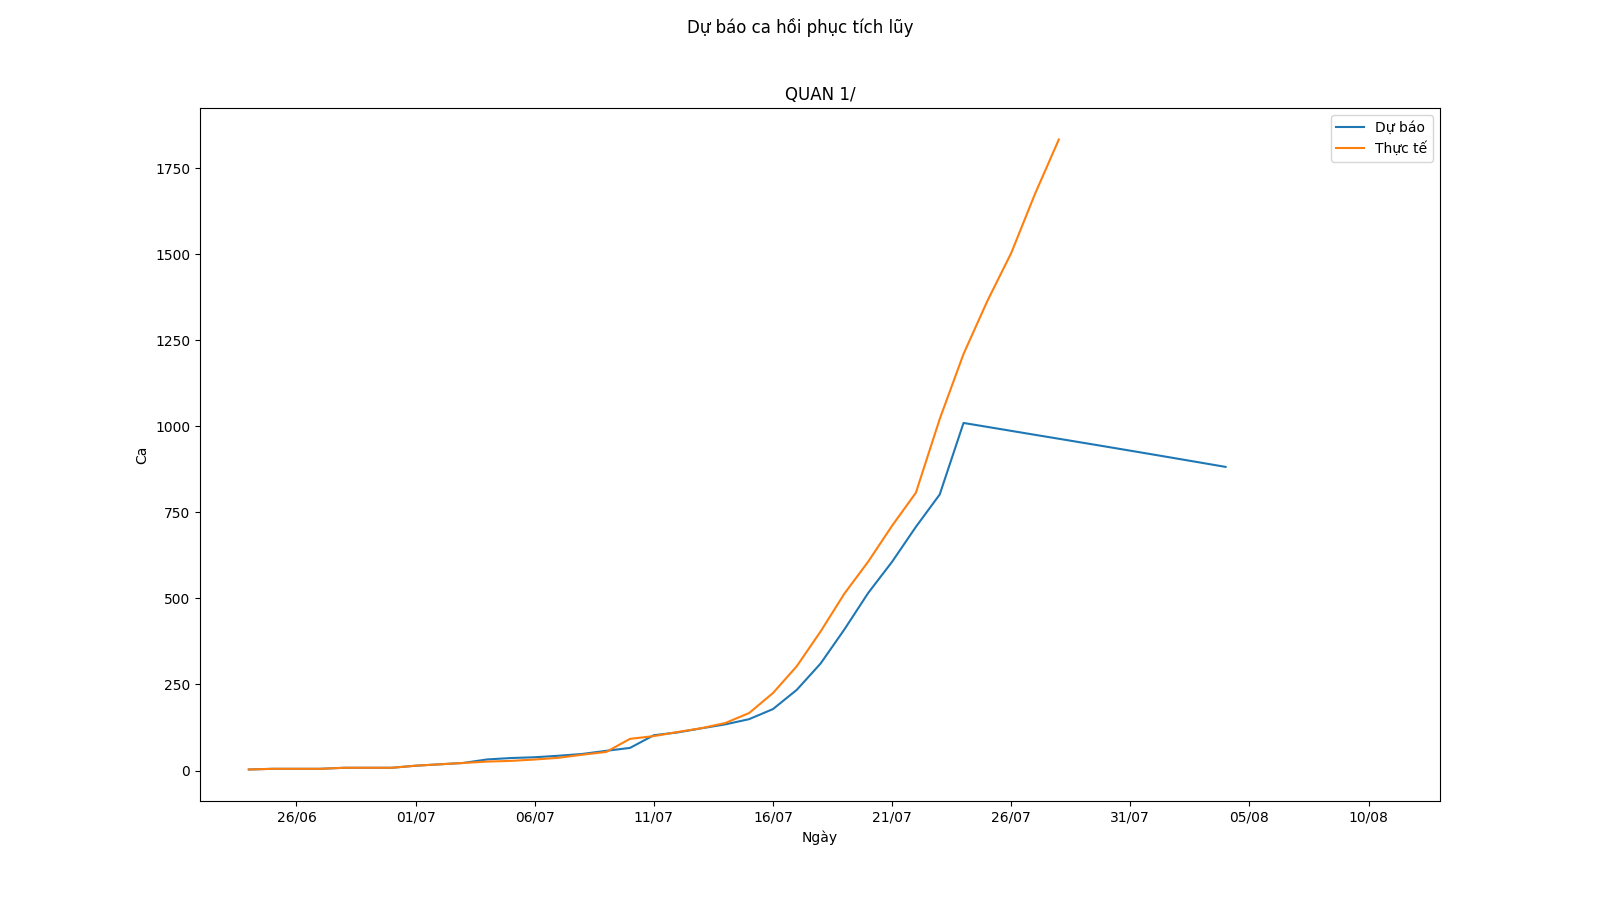 Dự báo ca hồi phục tích lũy
QUAN 1/
Dự báo
Thực tế
1750
1500
1250
1000
750
500
250
0
Ca
26/06 01/07 06/07 11/07 16/07 21/07 26/07 31/07 05/08 10/08
Ngày